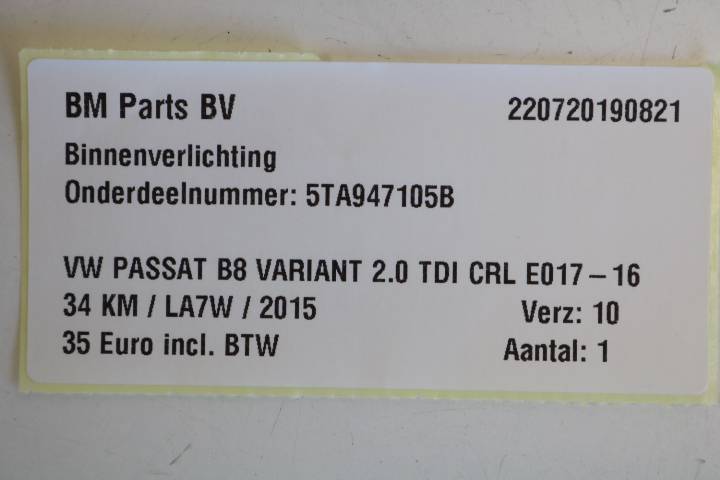 BM Parts BV 220720190821
Binnenverlichting
Onderdeelnummer: 5TA947105B
VW PASSAT B8 VARIANT 2.0 TDI CRL E017-16
34 KM / LA7W / 2015 Verz: 10
35 Euro incl. BTW Aantal: 1